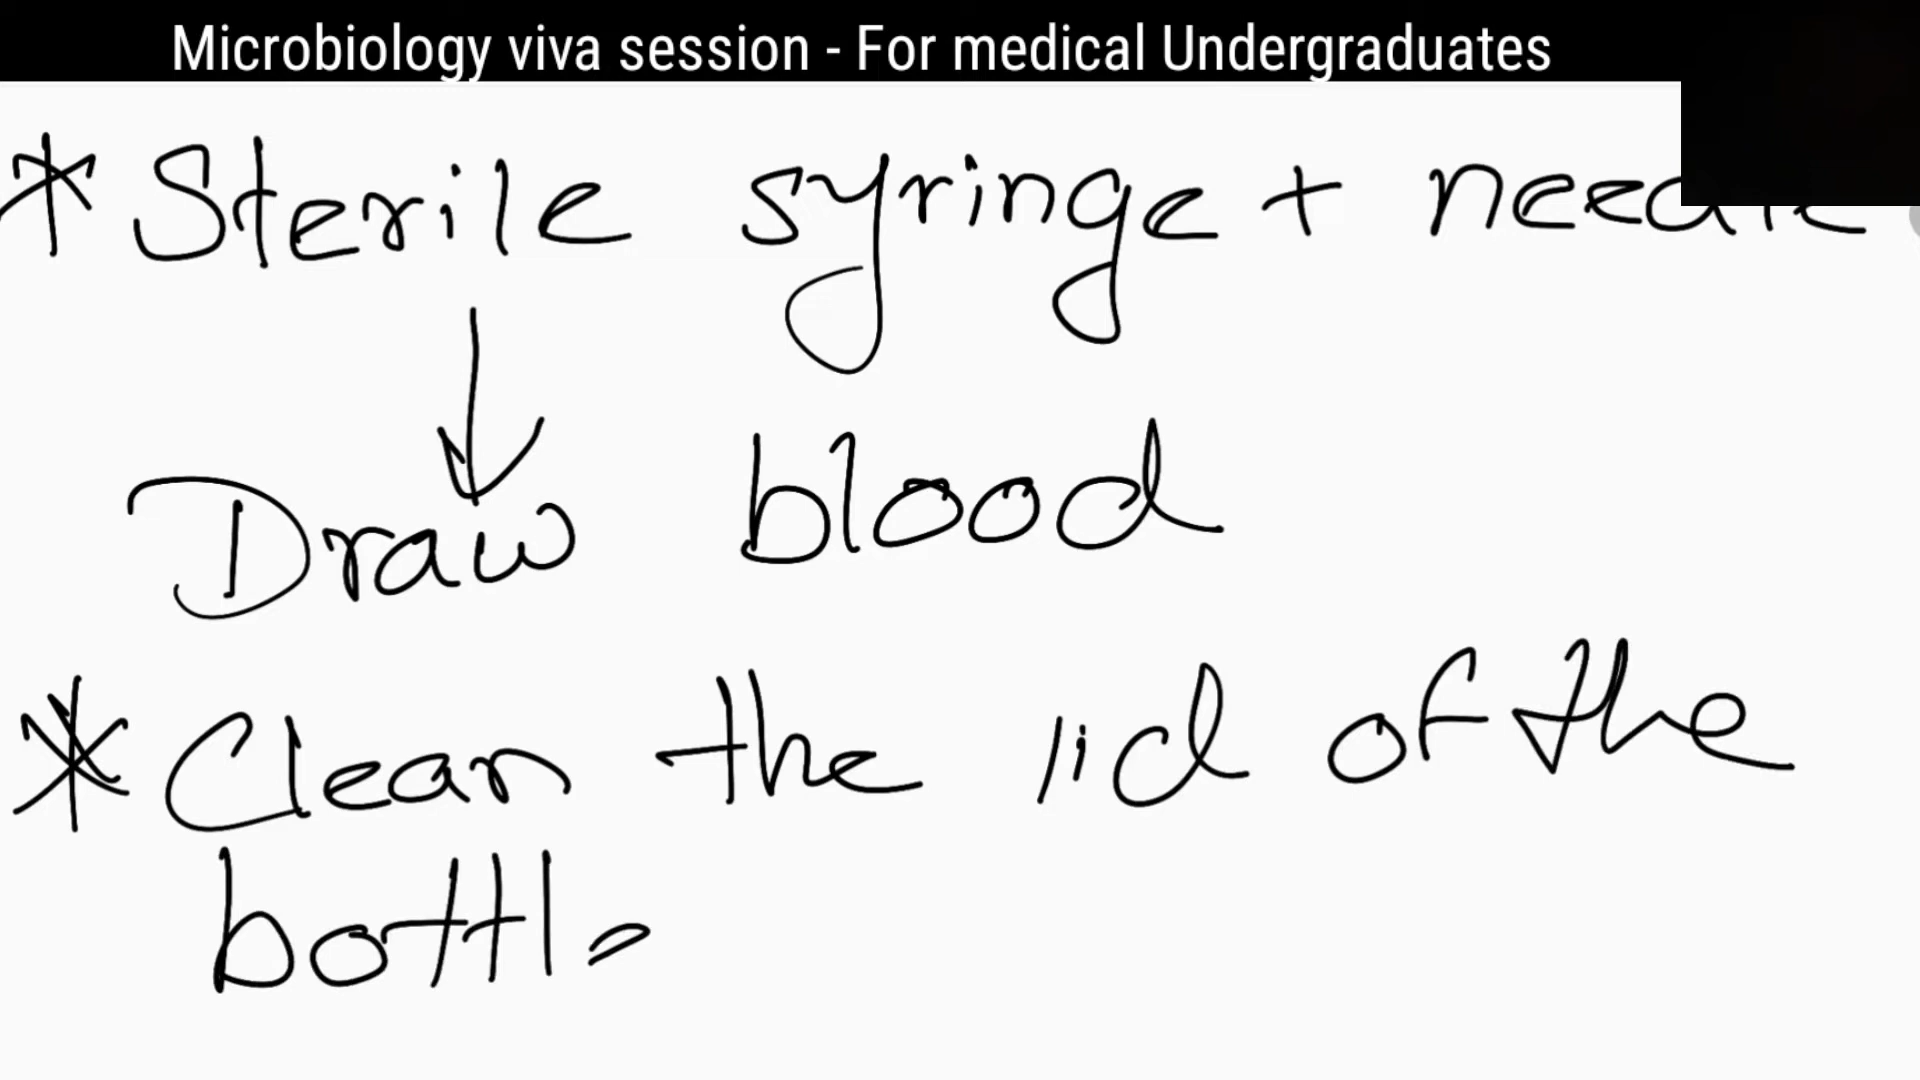 Microbiology viva session - For medical Undergraduates
* Sterile syringe + needle
↓
Draw blood
* Clean the lid of the
bottle